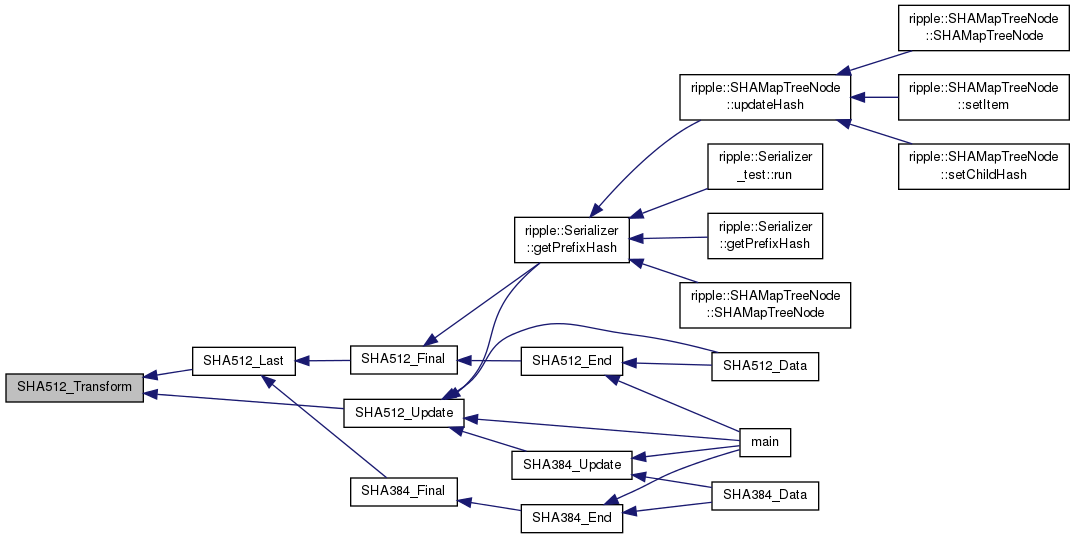 ripple::SHAMapTreeNode
::SHAMapTreeNode
ripple::SHAMapTreeNode
::updateHash
ripple::SHAMapTreeNode
::setItem
ripple::Serializer
_test::run
ripple::SHAMapTreeNode
::setChildHash
ripple::Serializer
::getPrefixHash
ripple::Serializer
::getPrefixHash
ripple::SHAMapTreeNode
::SHAMapTreeNode
SHA512_Last
SHA512_Final
SHA512_End
SHA512_Data
SHA512_Transform
SHA512_Update
main
SHA384_Update
SHA384_Final
SHA384_Data
SHA384_End